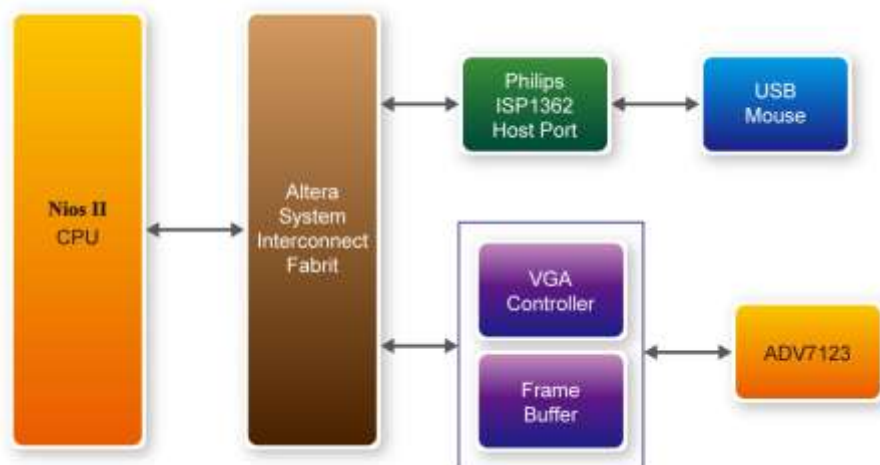 Nios II
CPU
Altera
System
Interconnect
Fabrit
Philips
ISP1362
Host Port
USB
Mouse
VGA
Controller
Frame
Buffer
ADV7123